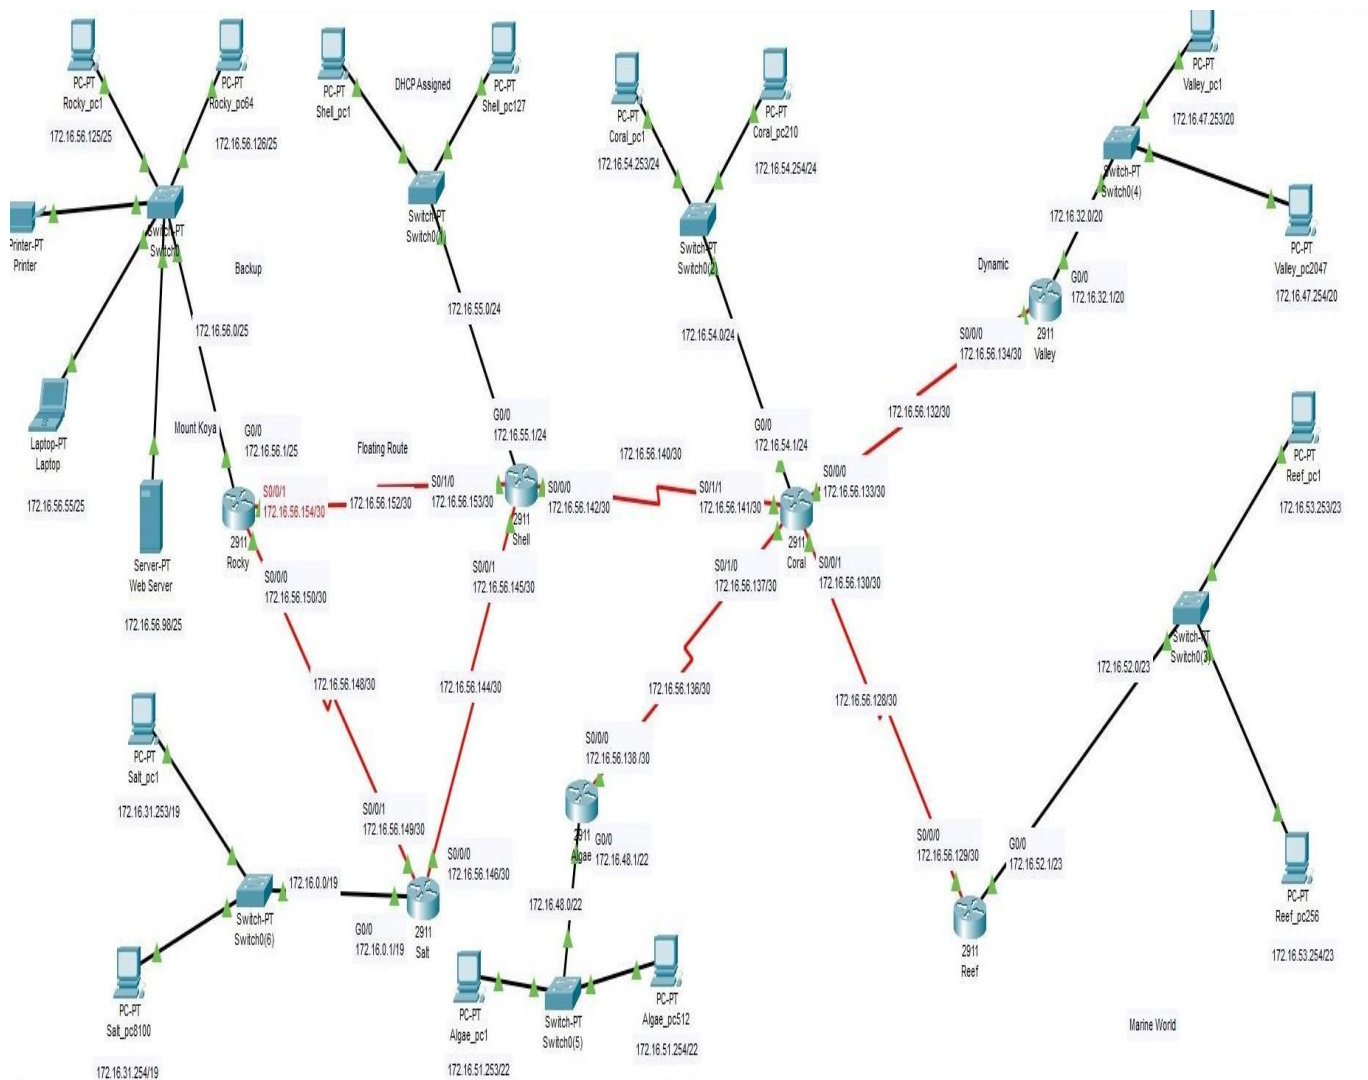 PC-PT
Rocky_pc1
172.16.56.125/25
PC-PT
Rocky_pc64
172.16.56.126/25
Printer-PT
Printer
Switch-PT
Switch0
Backup
172.16.56.0/25
Laptop-PT
Laptop
172.16.56.55/25
Server-PT
Web Server
172.16.56.98/25
Mount Koya
G0/0
172.16.56.1/25
S0/0/1
172.16.56.154/30
2911
Rocky
S0/0/0
172.16.56.150/30
PC-PT
Shell_pc1
DHCP Assigned
PC-PT
Shell_pc127
Switch-PT
172.16.55.0/24
G0/0
172.16.55.1/24
Floating Route
172.16.56.152/30
S0/1/0
172.16.56.153/30
2911
Shell
S0/0/0
172.16.56.142/30
S0/0/1
172.16.56.145/30
172.16.56.140/30
PC-PT
Coral_pc1
172.16.54.253/24
PC-PT
Coral_pc210
172.16.54.254/24
Switch-PT
Switch0(2)
172.16.54.0/24
G0/0
172.16.54.1/24
S0/1/1
172.16.56.141/30
S0/0/0
172.16.56.133/30
2911
Coral
S0/1/0
172.16.56.137/30
S0/0/1
172.16.56.130/30
PC-PT
Valley_pc1
172.16.47.253/20
Switch-PT
Switch0(4)
172.16.32.0/20
PC-PT
Valley_pc2047
172.16.47.254/20
Dynamic
G0/0
172.16.32.1/20
S0/0/0
172.16.56.134/30
2911
Valley
172.16.56.132/30
PC-PT
Reef_pc1
172.16.53.253/23
Switch-PT
Switch0(3)
172.16.52.0/23
PC-PT
Reef_pc256
172.16.53.254/23
172.16.56.128/30
S0/0/0
172.16.56.129/30
G0/0
172.16.52.1/23
2911
Reef
172.16.56.148/30
172.16.56.144/30
172.16.56.136/30
PC-PT
Salt_pc1
172.16.31.253/19
Switch-PT
Switch0(6)
172.16.0.0/19
PC-PT
Salt_pc8100
172.16.31.254/19
S0/0/1
172.16.56.149/30
S0/0/0
172.16.56.146/30
G0/0
172.16.0.1/19
2911
Salt
S0/0/0
172.16.56.138 /30
2911
Algae
G0/0
172.16.48.1/22
172.16.48.0/22
PC-PT
Algae_pc1
172.16.51.253/22
Switch-PT
Switch0(5)
PC-PT
Algae_pc512
172.16.51.254/22
Marine World